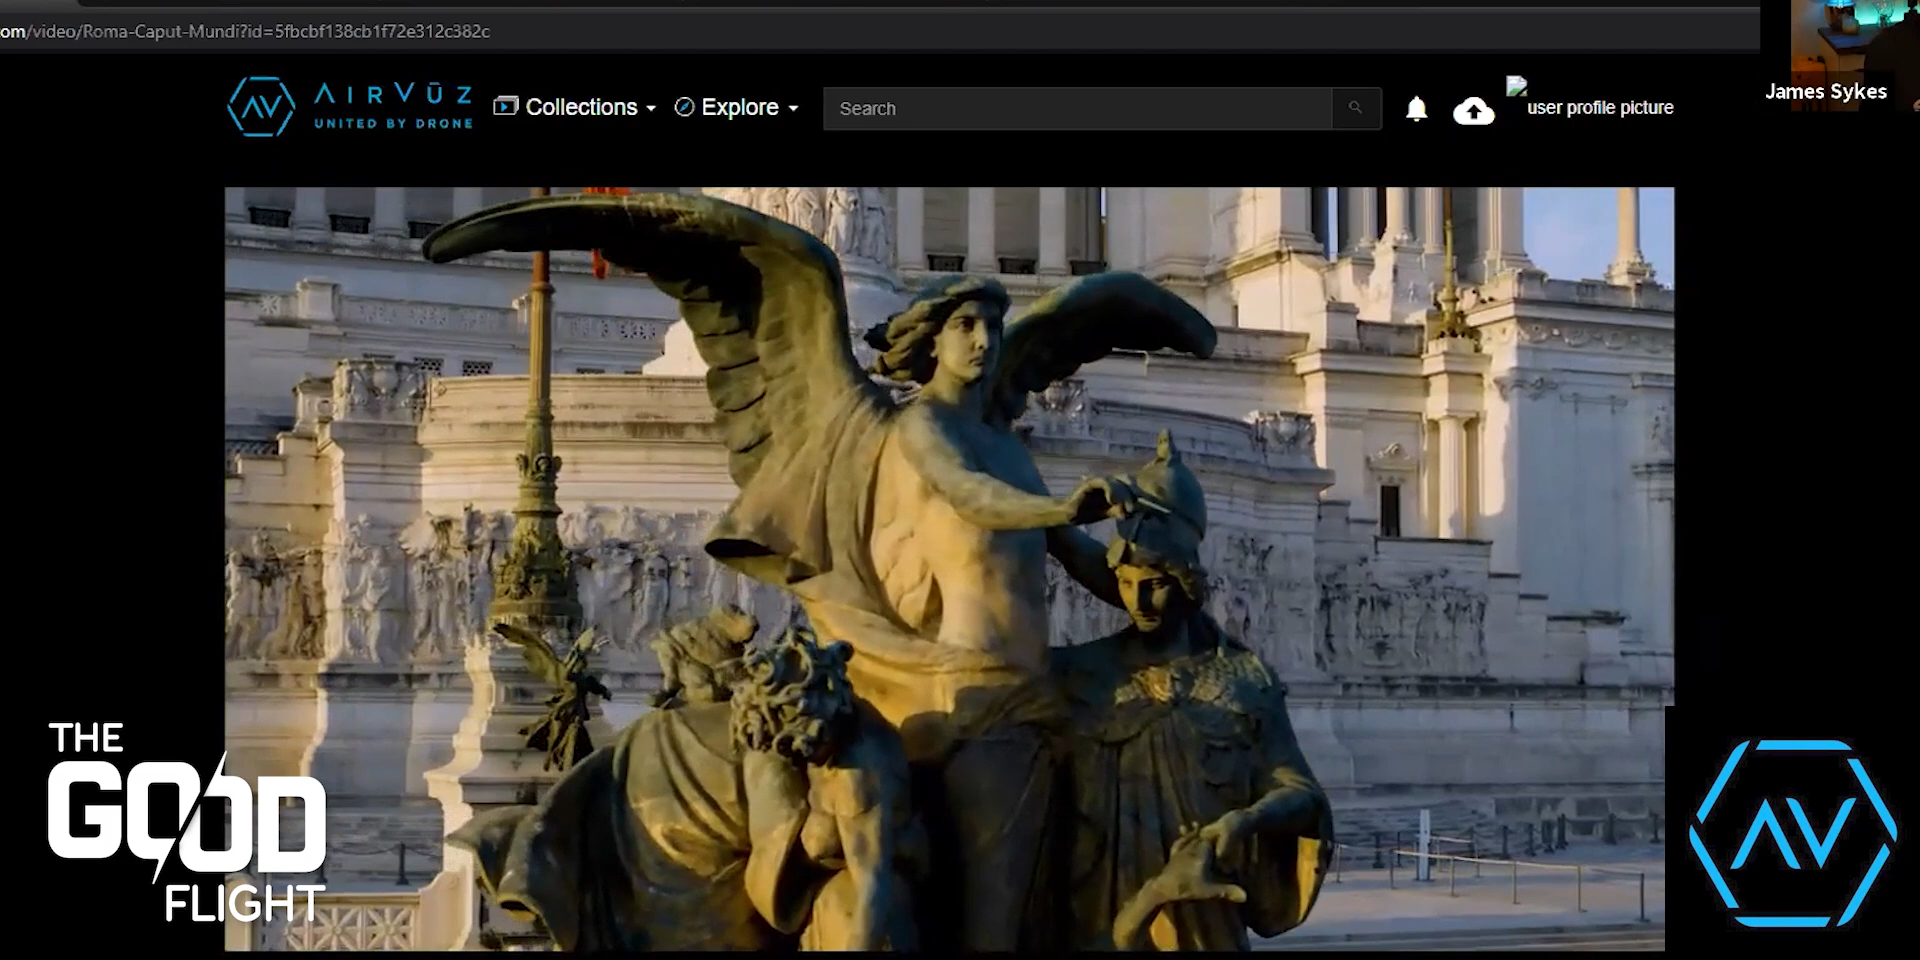 om/video/Roma-Caput-Mundi?id=5fbcbf138cb1f72e312c382c
AIRVŪZ
UNITED BY DRONE
Collections
Explore
Search
user profile picture
James Sykes
THE
GOOD
FLIGHT
AV